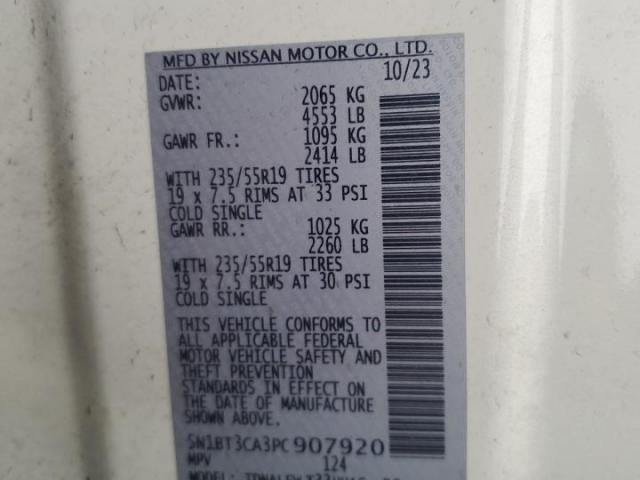 MFD BY NISSAN MOTOR CO., LTD.
DATE: 10/23
GVWR: 2065 KG
4553 LB
GAWR FR.: 1095 KG
2414 LB
WITH 235/55R19 TIRES
19 x 7.5 RIMS AT 33 PSI
COLD SINGLE
GAWR RR.: 1025 KG
2260 LB
WITH 235/55R19 TIRES
19 x 7.5 RIMS AT 30 PSI
COLD SINGLE
THIS VEHICLE CONFORMS TO
ALL APPLICABLE FEDERAL
MOTOR VEHICLE SAFETY AND
THEFT PREVENTION
STANDARDS IN EFFECT ON
THE DATE OF MANUFACTURE
SHOWN ABOVE.
5N1BT3CA3PC907920
MPV 124
MODEL: